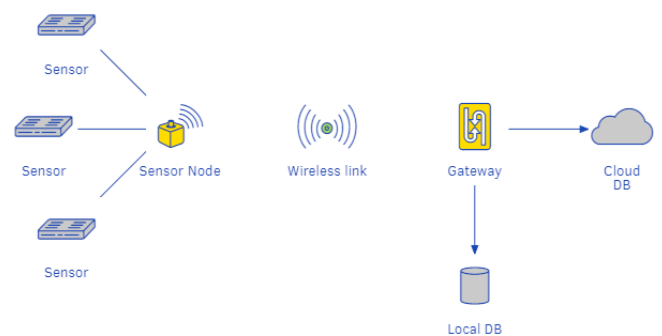 Sensor
Sensor
Sensor Node
Wireless link
Gateway
Cloud
DB
Sensor
Local DB